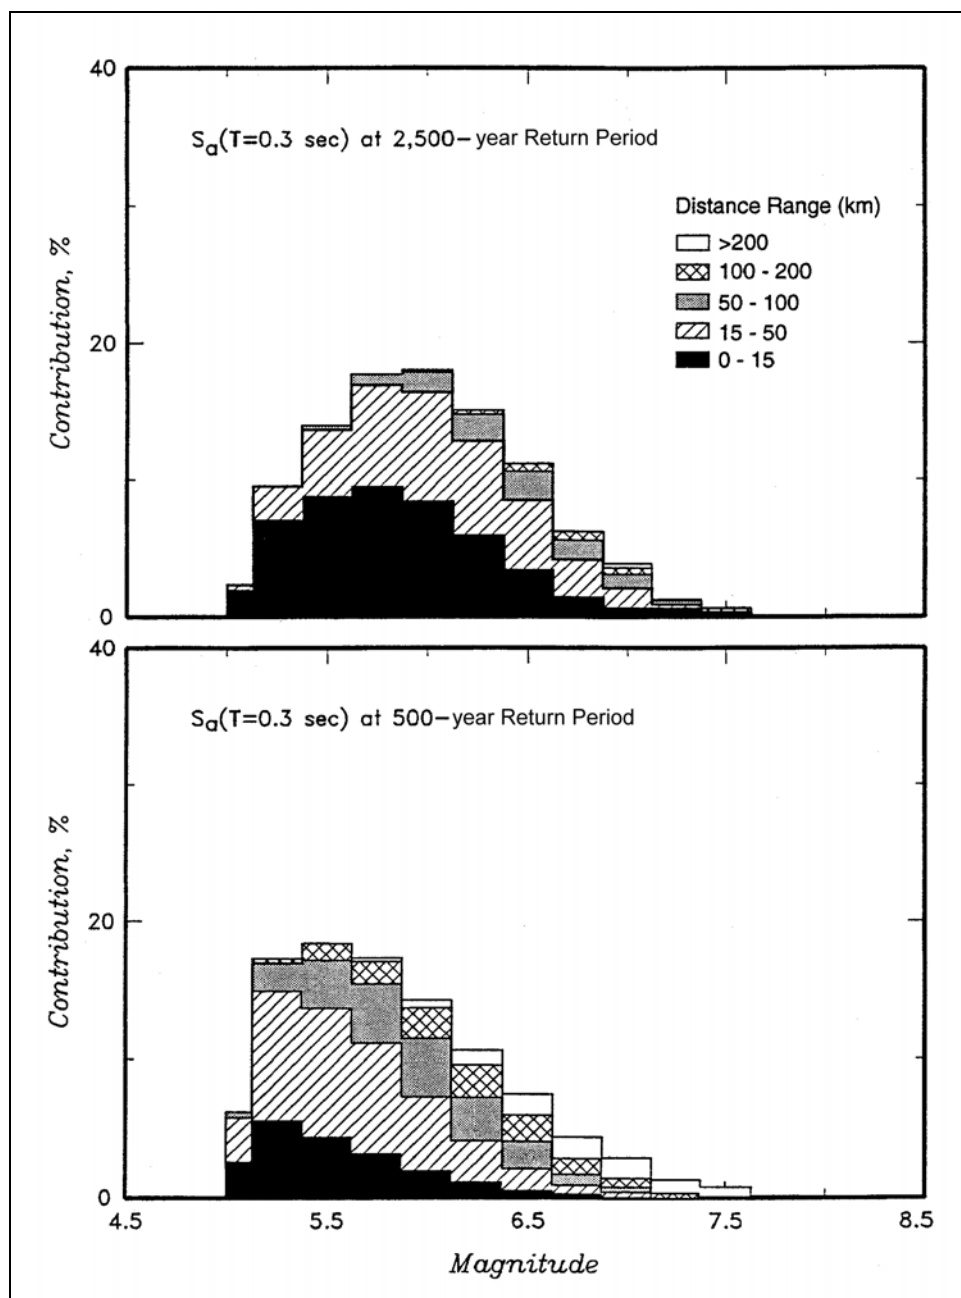 40
S_a(T=0.3 sec) at 2,500-year Return Period
Distance Range (km)
>200
100 - 200
50 - 100
15 - 50
0 - 15
Contribution, %
20
0
40
S_a(T=0.3 sec) at 500-year Return Period
Contribution, %
20
0
4.5 5.5 6.5 7.5 8.5
Magnitude